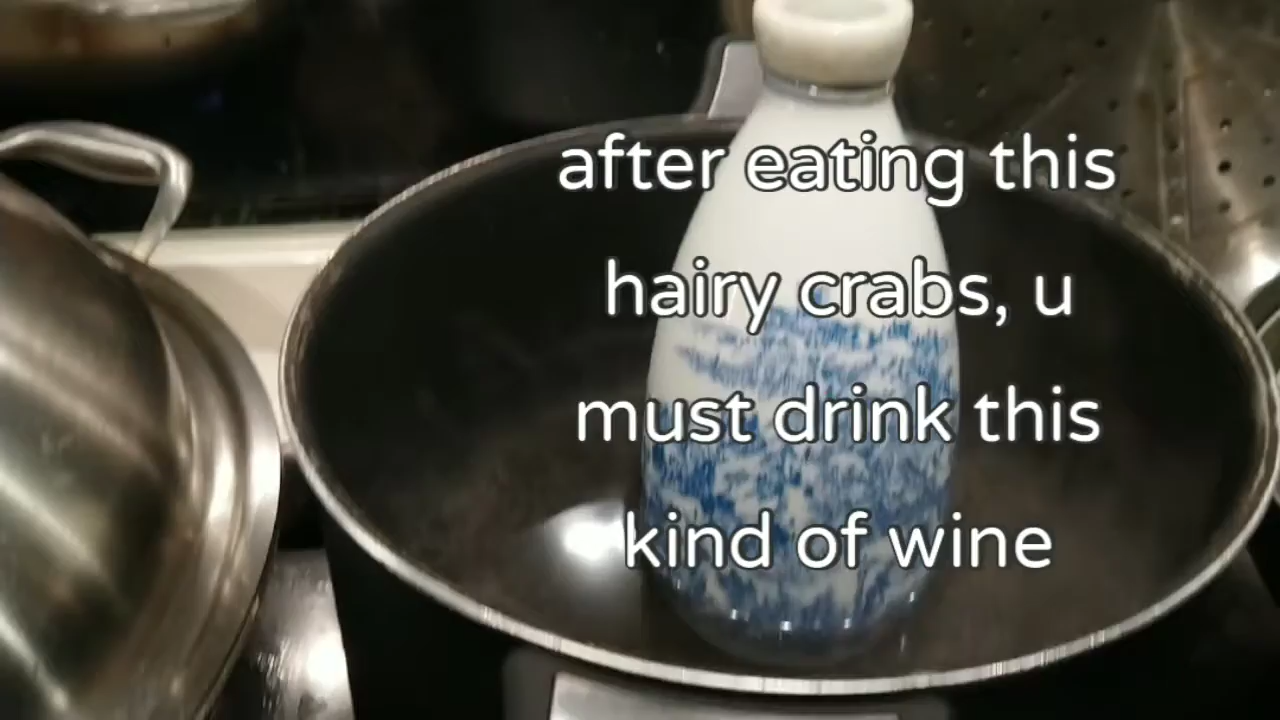 after eating this
hairy crabs, u
must drink this
kind of wine